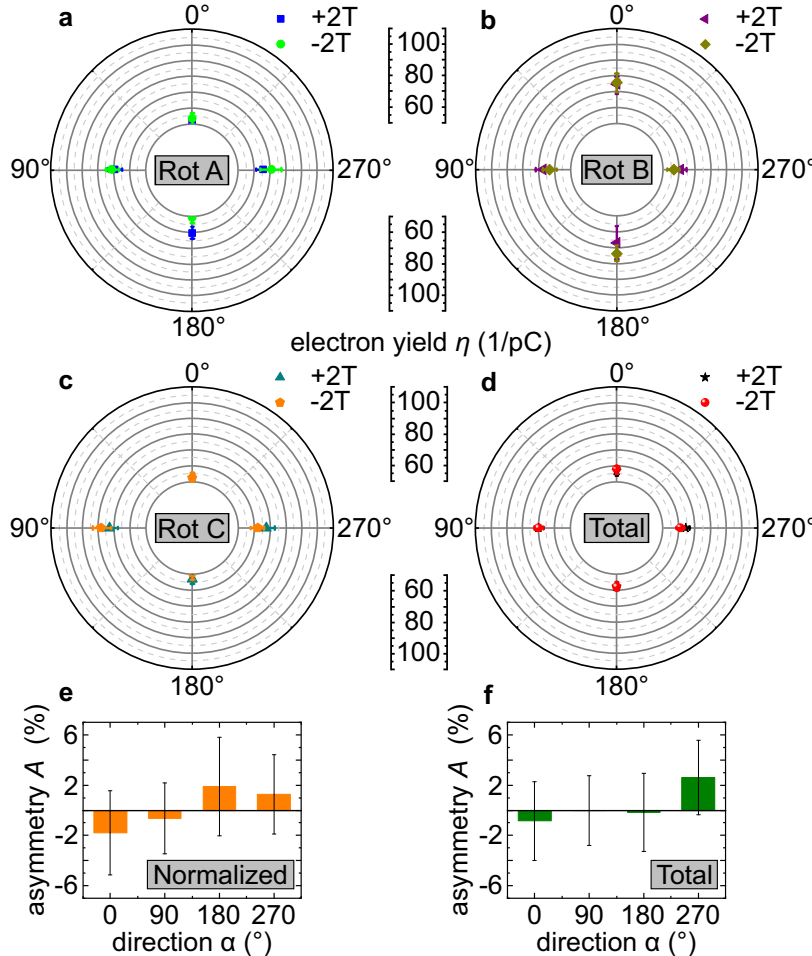 a
0°
+2T
-2T
100
80
60
b
0°
+2T
-2T
90°
Rot A
270°
Rot B
270°
60
80
100
180°
180°
electron yield η (1/pC)
c
0°
+2T
-2T
100
80
60
d
0°
+2T
-2T
90°
Rot C
270°
90°
Total
270°
60
80
100
180°
180°
e
f
asymmetry A (%)
6
2
-2
-6
Normalized
0 90 180 270
direction α (°)
asymmetry A (%)
6
2
-2
-6
Total
0 90 180 270
direction α (°)